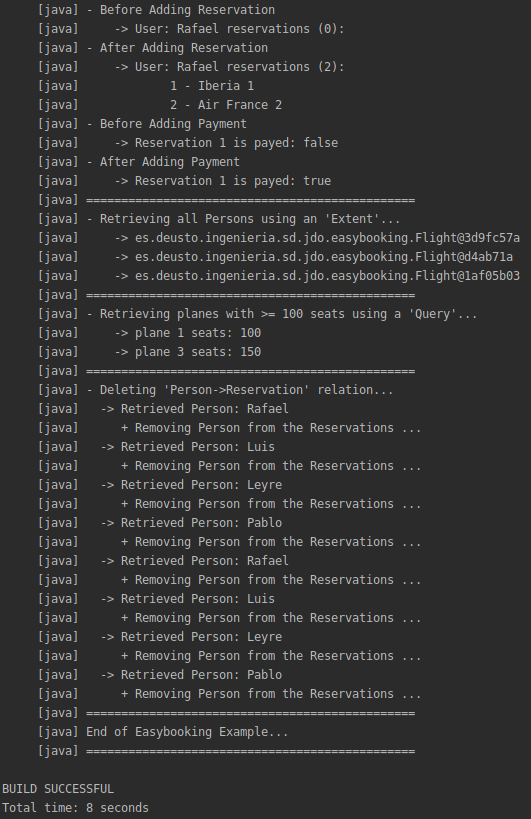 [java] - Before Adding Reservation
[java]     -> User: Rafael reservations (0):
[java] - After Adding Reservation
[java]     -> User: Rafael reservations (2):
[java]             1 - Iberia 1
[java]             2 - Air France 2
[java] - Before Adding Payment
[java]     -> Reservation 1 is payed: false
[java] - After Adding Payment
[java]     -> Reservation 1 is payed: true
[java] ===============================================
[java] - Retrieving all Persons using an 'Extent'...
[java]     -> es.deusto.ingenieria.sd.jdo.easybooking.Flight@3d9fc57a
[java]     -> es.deusto.ingenieria.sd.jdo.easybooking.Flight@d4ab71a
[java]     -> es.deusto.ingenieria.sd.jdo.easybooking.Flight@1af05b03
[java] ===============================================
[java] - Retrieving planes with >= 100 seats using a 'Query'...
[java]     -> plane 1 seats: 100
[java]     -> plane 3 seats: 150
[java] ===============================================
[java] - Deleting 'Person->Reservation' relation...
[java]   -> Retrieved Person: Rafael
[java]      + Removing Person from the Reservations ...
[java]   -> Retrieved Person: Luis
[java]      + Removing Person from the Reservations ...
[java]   -> Retrieved Person: Leyre
[java]      + Removing Person from the Reservations ...
[java]   -> Retrieved Person: Pablo
[java]      + Removing Person from the Reservations ...
[java]   -> Retrieved Person: Rafael
[java]      + Removing Person from the Reservations ...
[java]   -> Retrieved Person: Luis
[java]      + Removing Person from the Reservations ...
[java]   -> Retrieved Person: Leyre
[java]      + Removing Person from the Reservations ...
[java]   -> Retrieved Person: Pablo
[java]      + Removing Person from the Reservations ...
[java] ===============================================
[java] End of Easybooking Example...
[java] ===============================================
BUILD SUCCESSFUL
Total time: 8 seconds